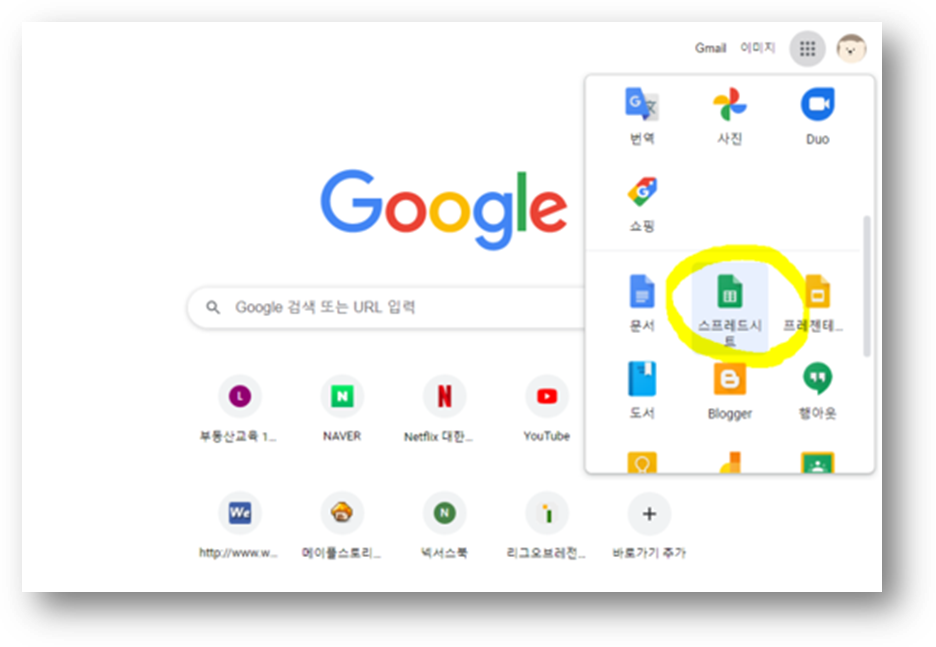 Gmail 이미지
번역 사진 Duo
쇼핑
Google
Google 검색 또는 URL 입력
문서 스프레드시
트 프레젠테...
도서 Blogger 행아웃
L N N
부동산교육 1... NAVER Netflix 대한... YouTube
We N
http://www.w... 메이플스토리... 넥서스북 리그오브레전... 바로가기 추가